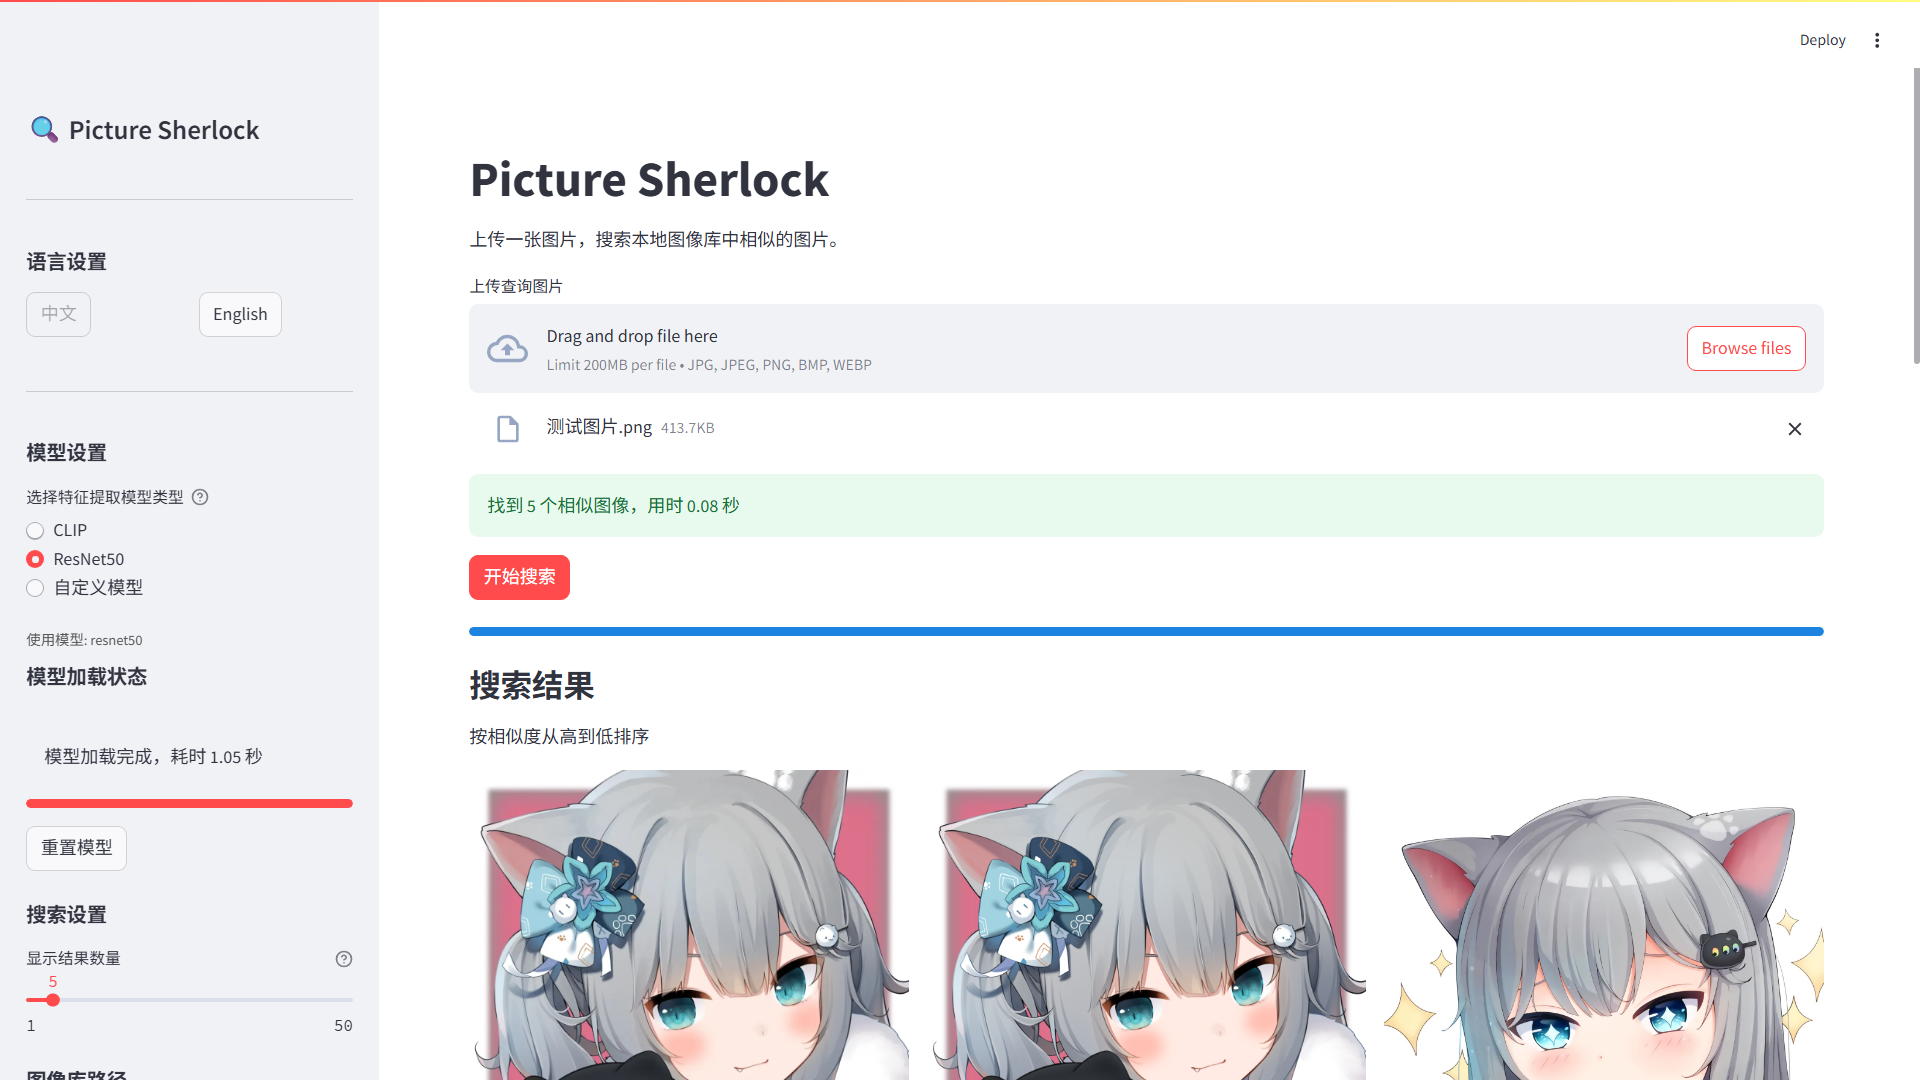 Deploy
Picture Sherlock
语言设置
中文
English
模型设置
选择特征提取模型类型
CLIP
ResNet50
自定义模型
使用模型: resnet50
模型加载状态
模型加载完成，耗时 1.05 秒
重置模型
搜索设置
显示结果数量
5
1
50
图像库路径
Picture Sherlock
上传一张图片，搜索本地图像库中相似的图片。
上传查询图片
Drag and drop file here
Limit 200MB per file • JPG, JPEG, PNG, BMP, WEBP
Browse files
测试图片.png 413.7KB
找到 5 个相似图像，用时 0.08 秒
开始搜索
搜索结果
按相似度从高到低排序